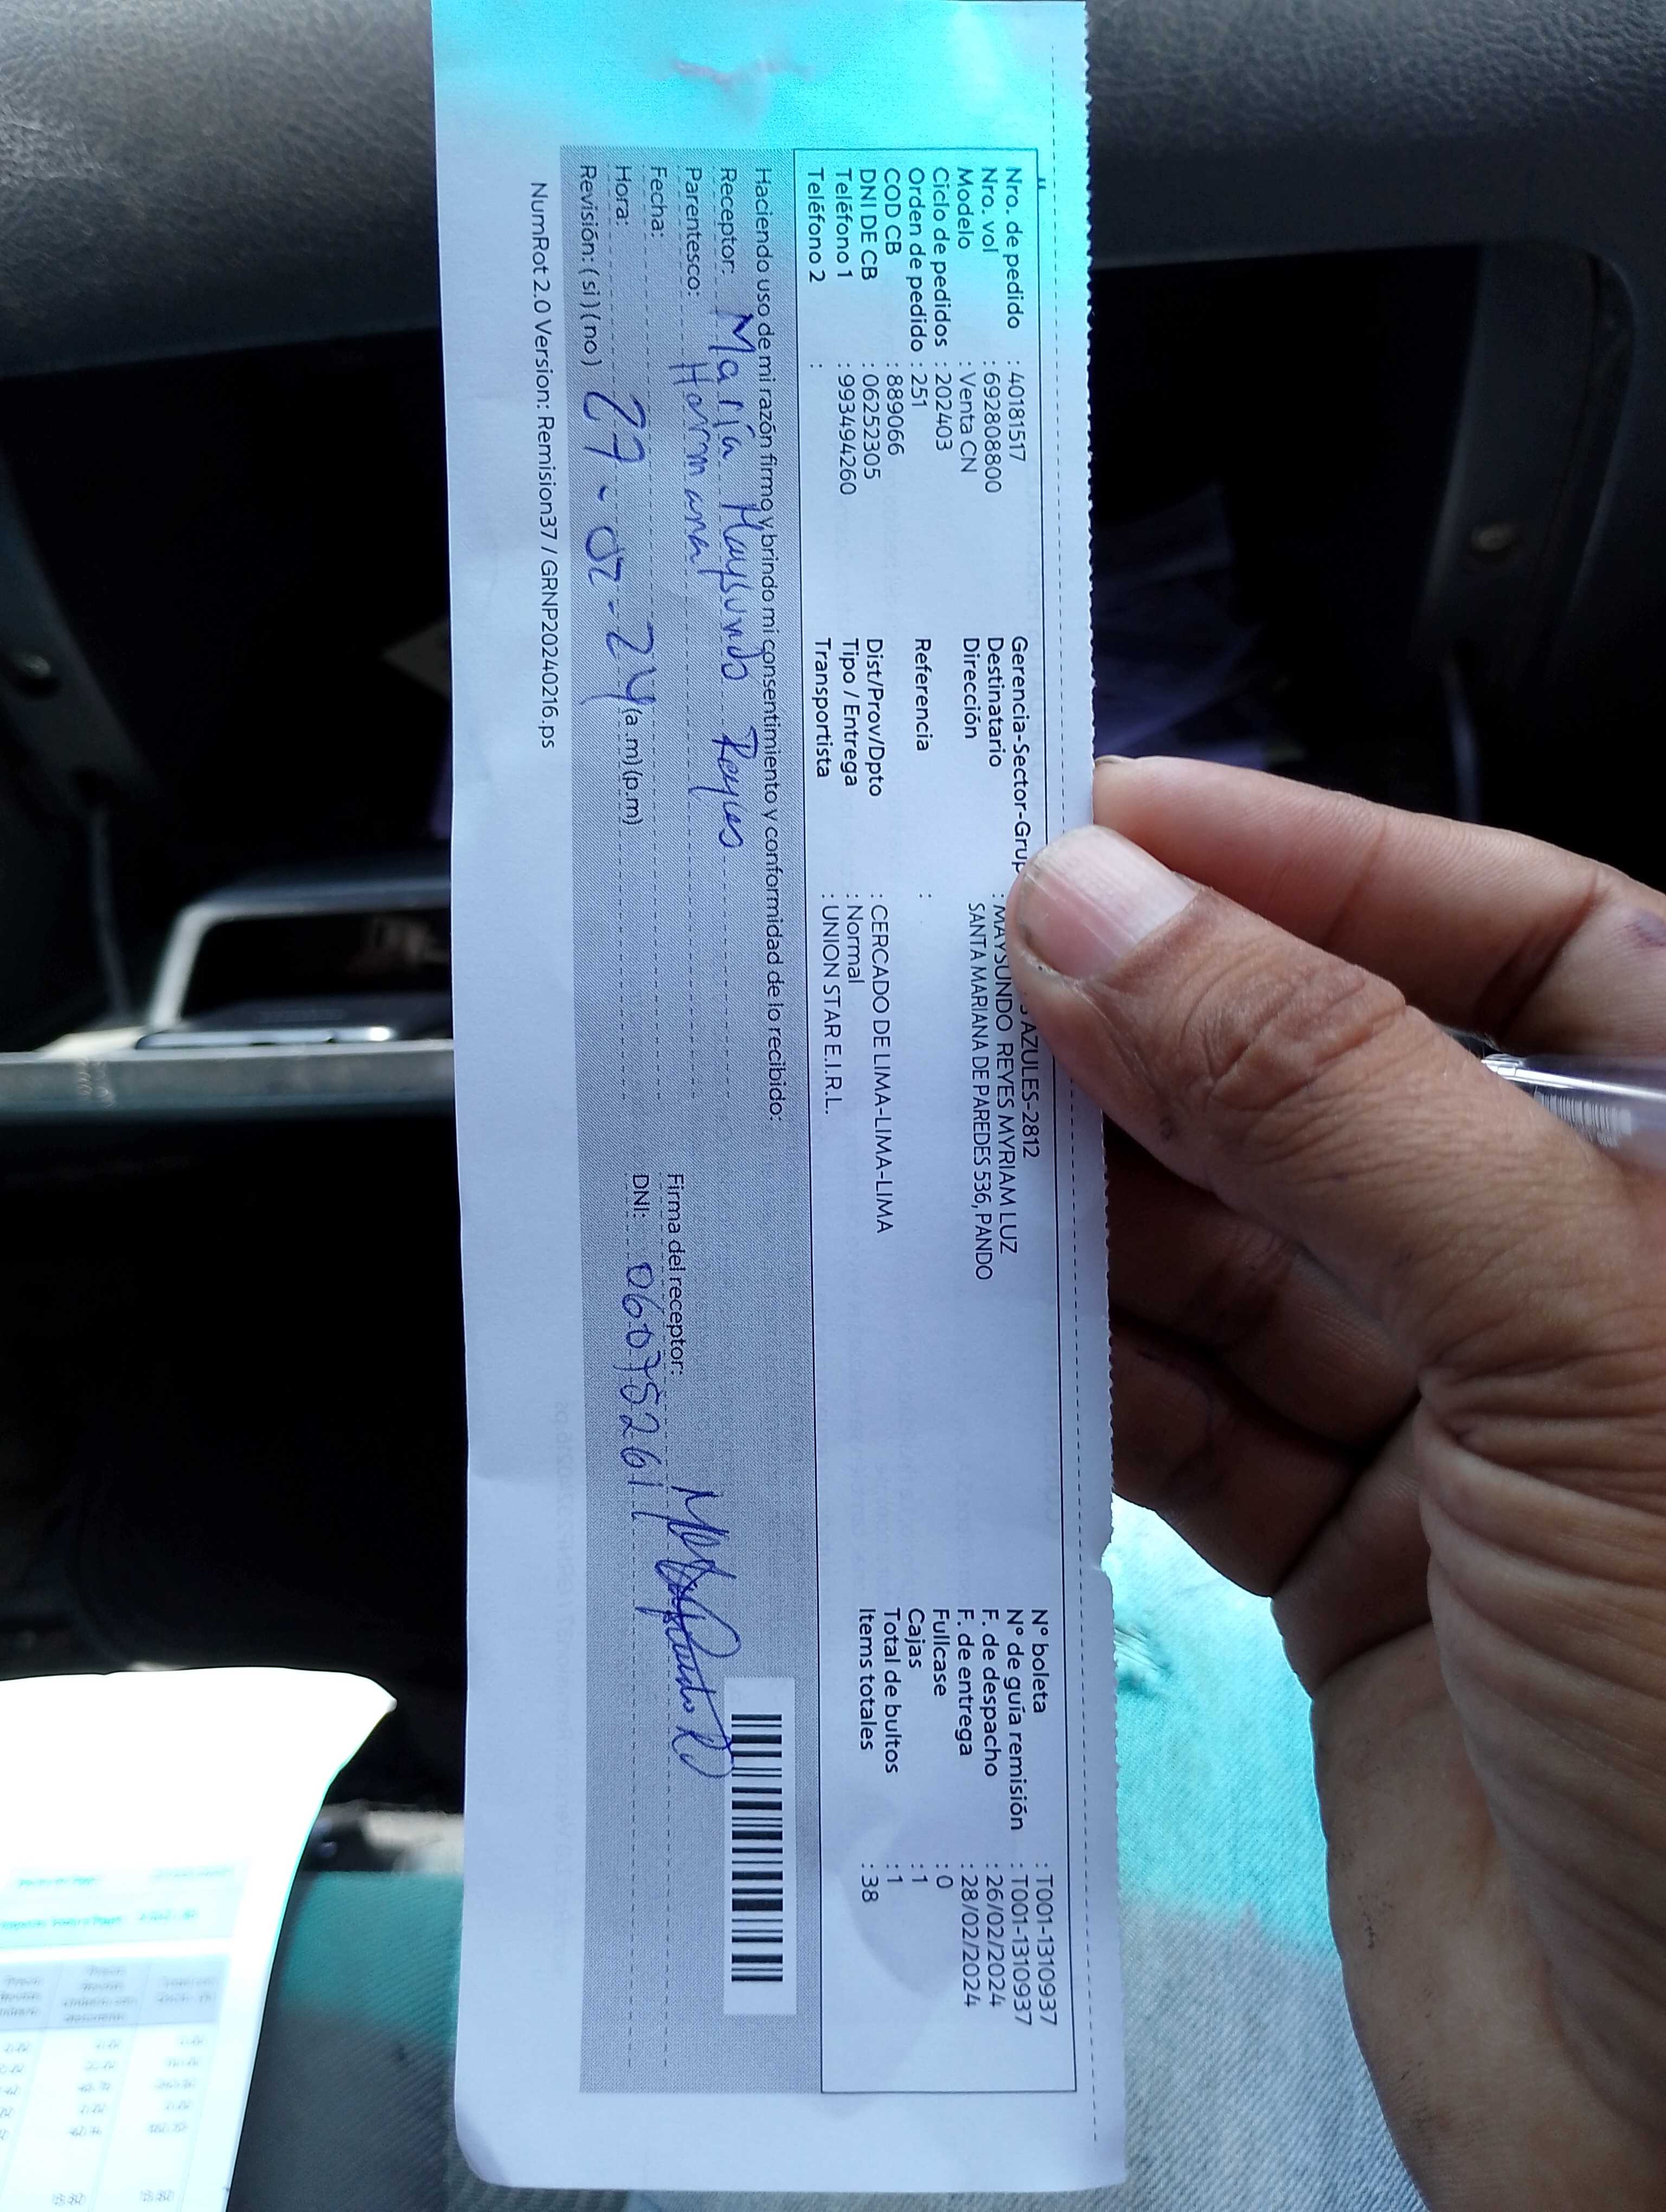 Nro. de pedido : 40181517
Nro. vol : 692808800
Modelo : Venta CN
Ciclo de pedidos : 202403
Orden de pedido : 251
COD CB : 889066
DNI DE CB : 06252305
Teléfono 1 : 993494260
Teléfono 2 :
Gerencia-Sector-Grup AZULES-2812
Destinatario : MAYSUNDO REYES MYRIAM LUZ
Dirección SANTA MARIANA DE PAREDES 536, PANDO
Referencia :
Dist/Prov/Dpto : CERCADO DE LIMA-LIMA-LIMA
Tipo / Entrega : Normal
Transportista : UNION STAR E.I.R.L.
N° boleta : T001-1310937
N° de guía remisión : T001-1310937
F. de despacho : 26/02/2024
F. de entrega : 28/02/2024
Fullcase : 0
Cajas : 1
Total de bultos : 1
Items totales : 38
Haciendo uso de mi razón firmo y brindo mi consentimiento y conformidad de lo recibido:
Receptor: María Maysundo Reyes
Parentesco: Hermana
Fecha:
Hora: (a.m)(p.m)
Revisión: (si)(no) 27-02-24
Firma del receptor:
DNI: 06075261
NumRot 2.0 Version: Remision37 / GRNP20240216.ps